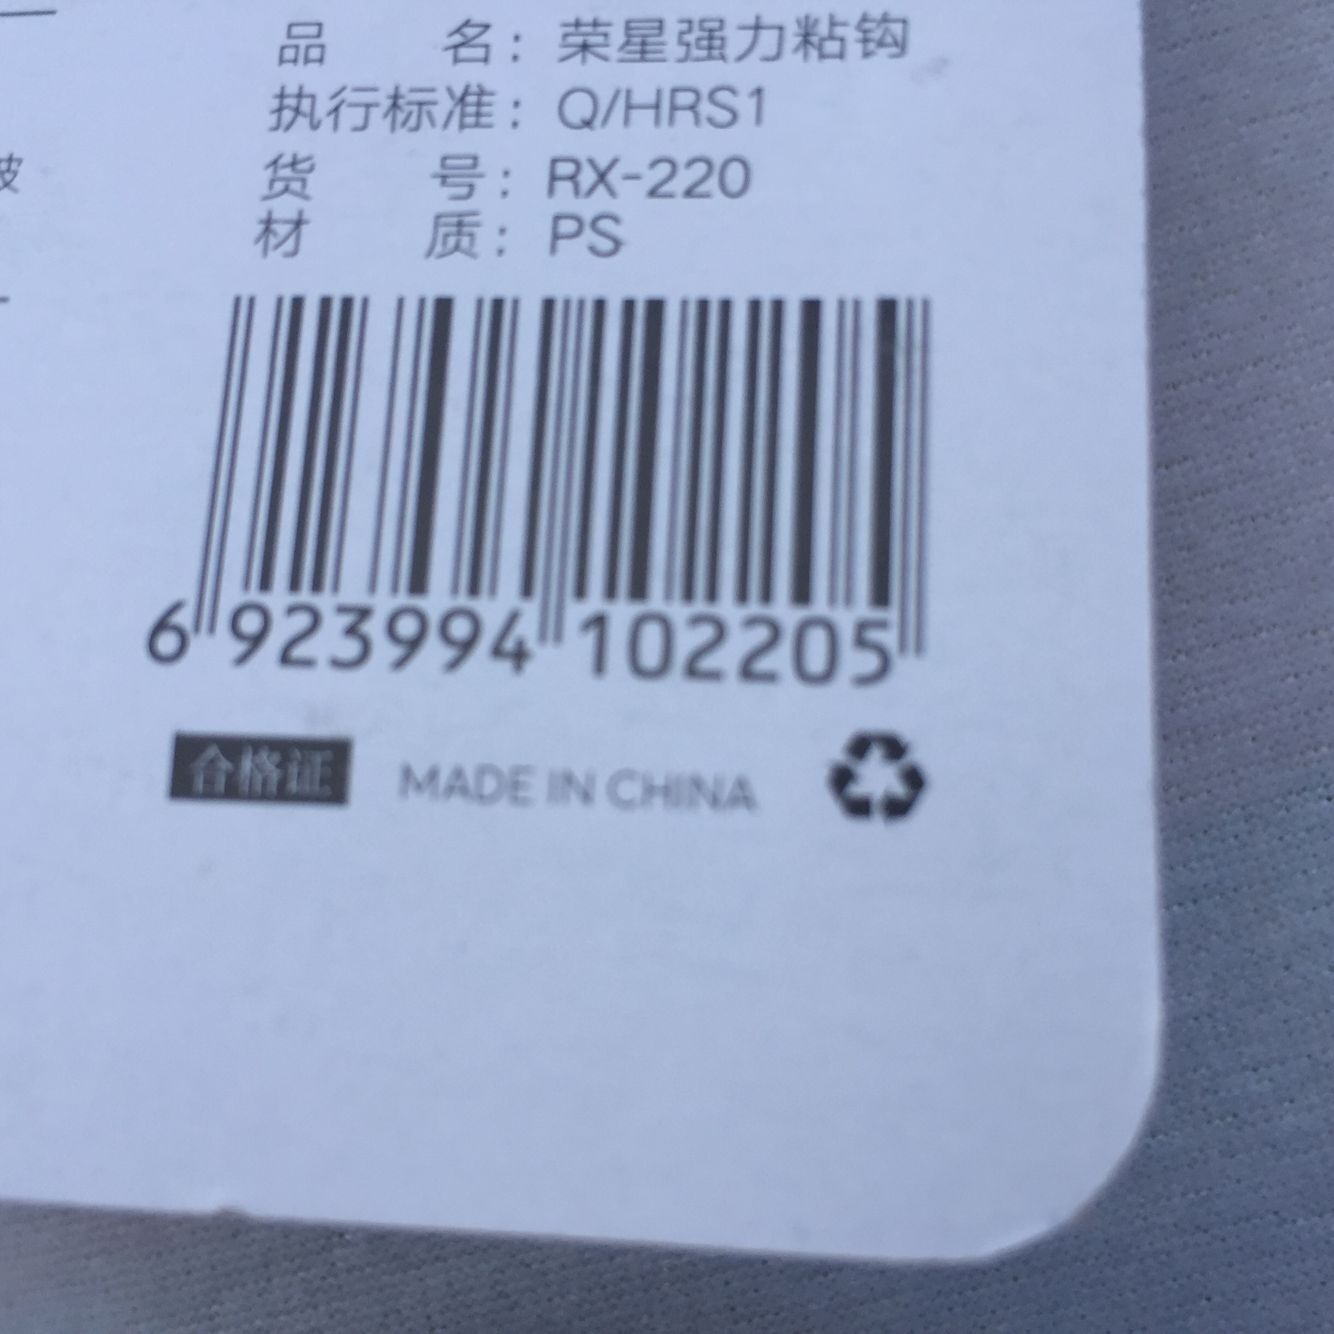 品 名：荣星强力粘钩
执行标准：Q/HRS1
货 号：RX-220
材 质：PS
6 923994 102205
合格证 MADE IN CHINA